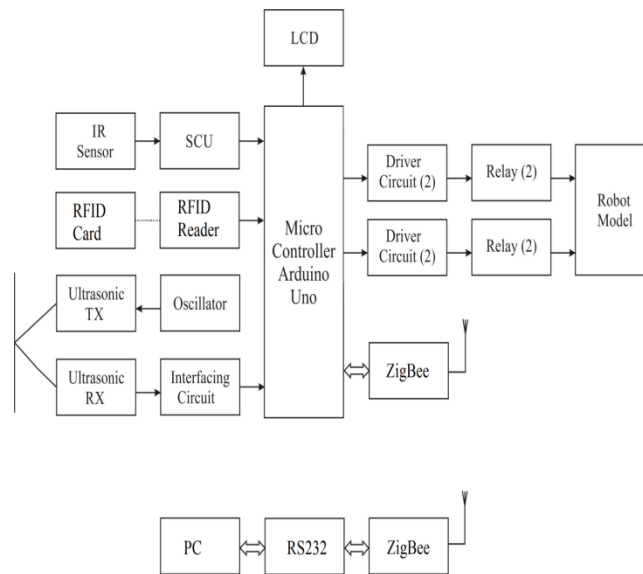 LCD
IR
Sensor
SCU
RFID
Card
RFID
Reader
Ultrasonic
TX
Oscillator
Ultrasonic
RX
Interfacing
Circuit
Micro
Controller
Arduino
Uno
Driver
Circuit (2)
Relay (2)
Driver
Circuit (2)
Relay (2)
Robot
Model
ZigBee
PC
RS232
ZigBee